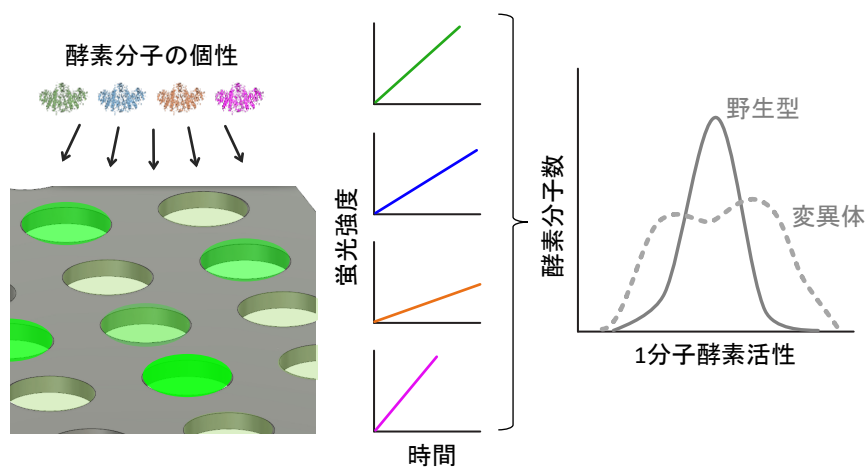 酵素分子の個性
蛍光強度
時間
酵素分子数
野生型
変異体
1分子酵素活性